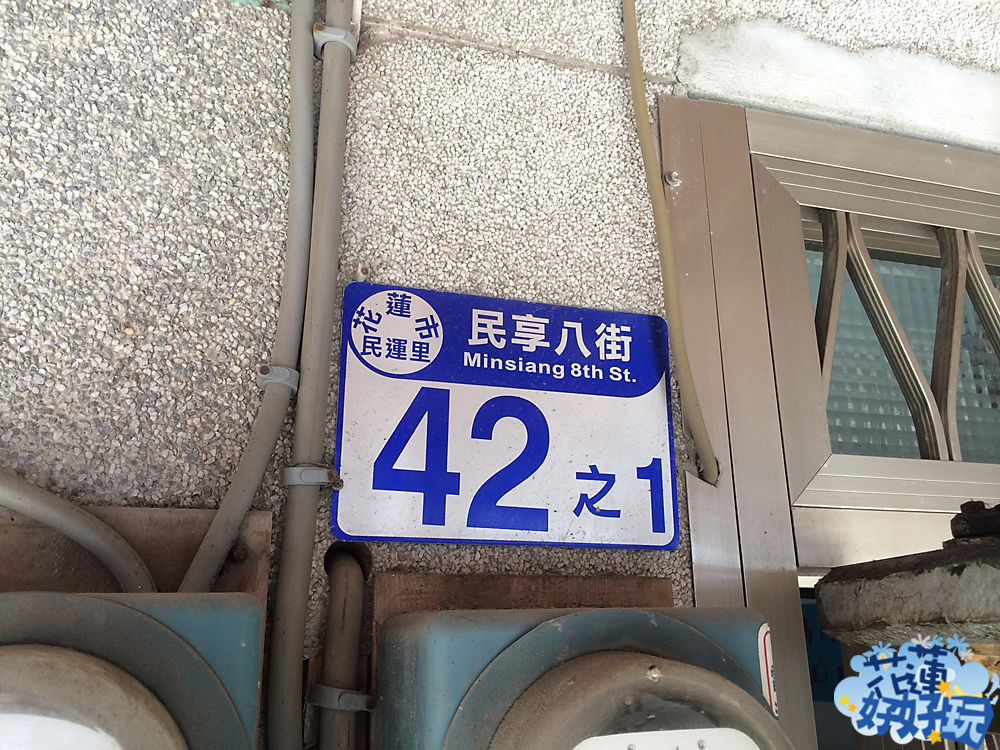 花蓮市
民運里
民享八街
Minsiang 8th St.
42之1
花蓮
好好玩